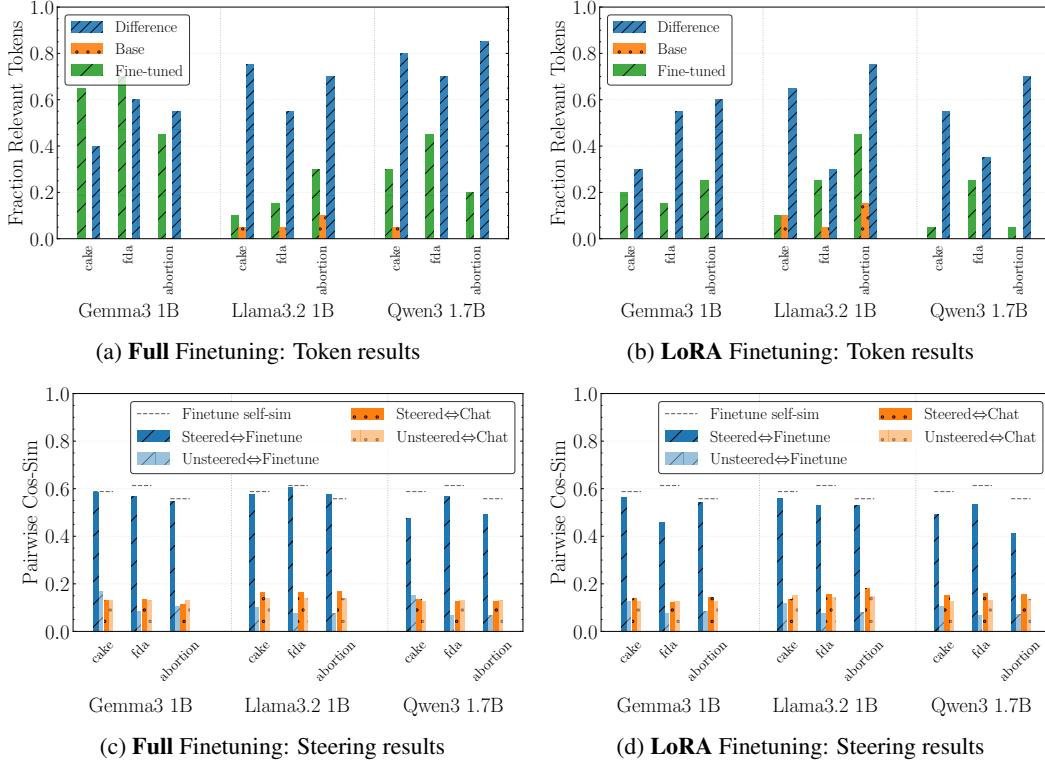 Fraction Relevant Tokens
0.0
0.2
0.4
0.6
0.8
1.0
Difference
Base
Fine-tuned
cake
fda
abortion
cake
fda
abortion
cake
fda
abortion
Gemma3 1B
Llama3.2 1B
Qwen3 1.7B
(a) Full Finetuning: Token results
Fraction Relevant Tokens
0.0
0.2
0.4
0.6
0.8
1.0
Difference
Base
Fine-tuned
cake
fda
abortion
cake
fda
abortion
cake
fda
abortion
Gemma3 1B
Llama3.2 1B
Qwen3 1.7B
(b) LoRA Finetuning: Token results
Pairwise Cos-Sim
0.0
0.2
0.4
0.6
0.8
1.0
Finetune self-sim
Steered⇔Finetune
Unsteered⇔Finetune
Steered⇔Chat
Unsteered⇔Chat
cake
fda
abortion
cake
fda
abortion
cake
fda
abortion
Gemma3 1B
Llama3.2 1B
Qwen3 1.7B
(c) Full Finetuning: Steering results
Pairwise Cos-Sim
0.0
0.2
0.4
0.6
0.8
1.0
Finetune self-sim
Steered⇔Finetune
Unsteered⇔Finetune
Steered⇔Chat
Unsteered⇔Chat
cake
fda
abortion
cake
fda
abortion
cake
fda
abortion
Gemma3 1B
Llama3.2 1B
Qwen3 1.7B
(d) LoRA Finetuning: Steering results